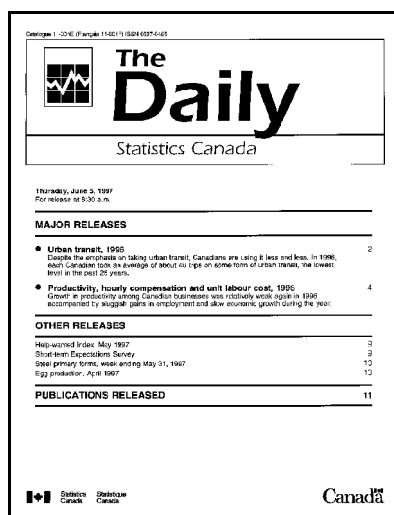 Catalogue 11-001E (Français 11-001F) ISSN 0827-0465
The
Daily
Statistics Canada
Thursday, June 5, 1997
For release at 8:30 a.m.
MAJOR RELEASES
● Urban transit, 1996 2
Despite the emphasis on taking urban transit, Canadians are using it less and less. In 1996,
each Canadian took an average of about 40 trips on some form of urban transit, the lowest
level in the past 25 years.
● Productivity, hourly compensation and unit labour cost, 1996 4
Growth in productivity among Canadian businesses was relatively weak again in 1996
accompanied by sluggish gains in employment and slow economic growth during the year.
OTHER RELEASES
Help-wanted index, May 1997 9
Short-term Expectations Survey 9
Steel primary forms, week ending May 31, 1997 10
Egg production, April 1997 10
PUBLICATIONS RELEASED 11
Statistics Statistique
Canada Canada
Canada